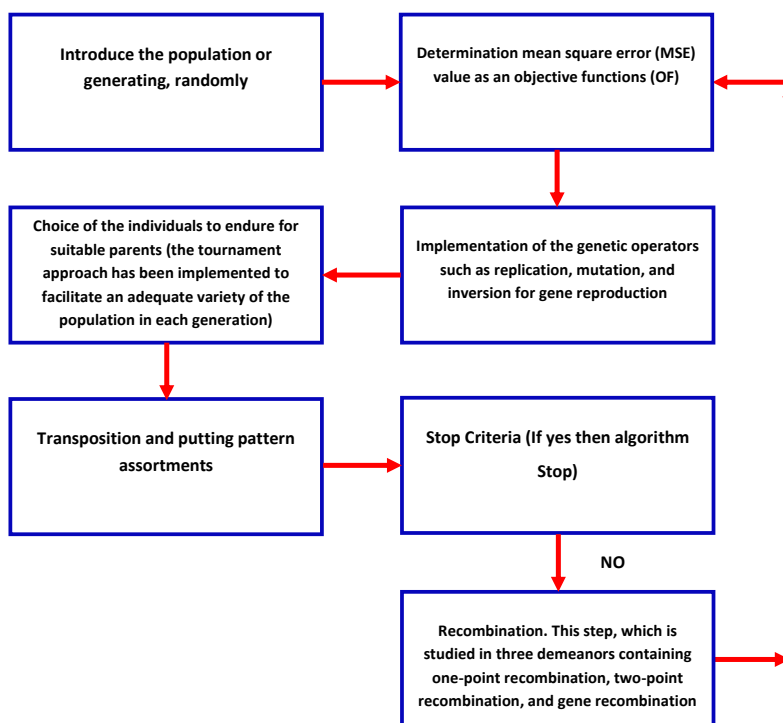 Introduce the population or
generating, randomly
Determination mean square error (MSE)
value as an objective functions (OF)
Choice of the individuals to endure for
suitable parents (the tournament
approach has been implemented to
facilitate an adequate variety of the
population in each generation)
Implementation of the genetic operators
such as replication, mutation, and
inversion for gene reproduction
Transposition and putting pattern
assortments
Stop Criteria (If yes then algorithm
Stop)
NO
Recombination. This step, which is
studied in three demeanors containing
one-point recombination, two-point
recombination, and gene recombination